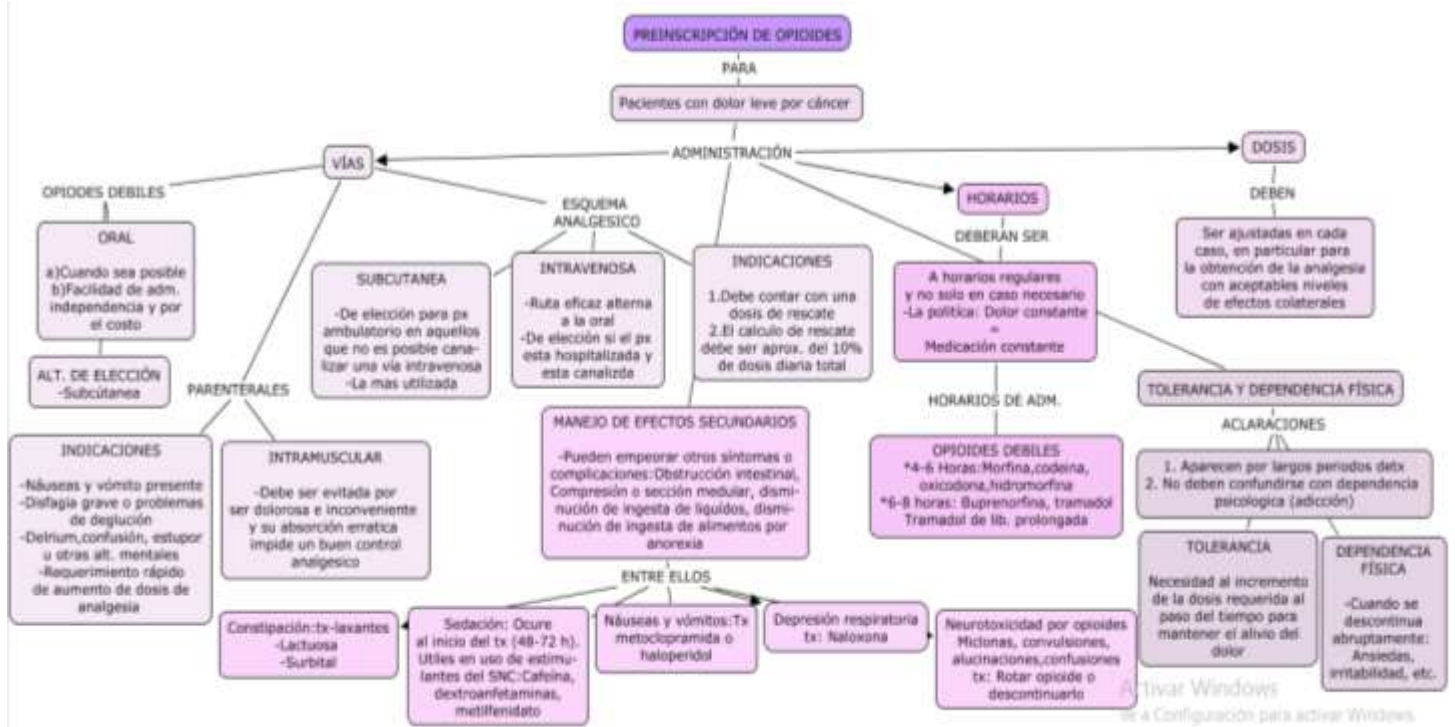 PREINSCRIPCIÓN DE OPIOIDES
PARA
Pacientes con dolor leve por cáncer
ADMINISTRACIÓN
VÍAS
OPIODES DEBILES
ORAL
a)Cuando sea posible
b)Facilidad de adm.
independencia y por
el costo
ALT. DE ELECCIÓN
-Subcútanea
PARENTERALES
INDICACIONES
-Náuseas y vómito presente
-Disfagia grave o problemas
de deglución
-Delrium,confusión, estupor
u otras alt. mentales
-Requerimiento rápido
de aumento de dosis de
analgesia
INTRAMUSCULAR
-Debe ser evitada por
ser dolorosa e inconveniente
y su absorción erratica
impide un buen control
analgesico
ESQUEMA
ANALGESICO
SUBCUTANEA
-De elección para px
ambulatorio en aquellos
que no es posible cana-
lizar una vía intravenosa
-La mas utilizada
INTRAVENOSA
-Ruta eficaz alterna
a la oral
-De elección si el px
esta hospitalizada y
esta canalizda
INDICACIONES
1.Debe contar con una
dosis de rescate
2.El calculo de rescate
debe ser aprox. del 10%
de dosis diaria total
MANEJO DE EFECTOS SECUNDARIOS
-Pueden empeorar otros síntomas o
complicaciones:Obstrucción intestinal,
Compresión o sección medular, dismi-
nución de ingesta de líquidos, dismi-
nución de ingesta de alimentos por
anorexia
ENTRE ELLOS
Constipación:tx-laxantes
-Lactuosa
-Surbital
Sedación: Ocure
al inicio del tx (48-72 h).
Utiles en uso de estimu-
lantes del SNC:Cafeína,
dextroanfetaminas,
metilfenidato
Náuseas y vómitos:Tx
metoclopramida o
haloperidol
Depresión respiratoria
tx: Naloxona
Neurotoxicidad por opioides
Miclonas, convulsiones,
alucinaciones,confusiones
tx: Rotar opioide o
descontinuarlo
HORARIOS
DEBERAN SER
A horarios regulares
y no solo en caso necesario
-La politica: Dolor constante
=
Medicación constante
HORARIOS DE ADM.
OPIOIDES DEBILES
*4-6 Horas:Morfina,codeina,
oxicodona,hidromorfina
*6-8 horas: Buprenorfina, tramadol
Tramadol de lib. prolongada
DOSIS
DEBEN
Ser ajustadas en cada
caso, en particular para
la obtención de la analgesia
con aceptables niveles
de efectos colaterales
TOLERANCIA Y DEPENDENCIA FÍSICA
ACLARACIONES
1. Aparecen por largos periodos detx
2. No deben confundirse con dependencia
psicologica (adicción)
TOLERANCIA
Necesidad al incremento
de la dosis requerida al
paso del tiempo para
mantener el alivio del
dolor
DEPENDENCIA
FÍSICA
-Cuando se
descontinua
abruptamente:
Ansiedas,
irritabilidad, etc.
Activar Windows
Ve a Configuración para activar Windows.